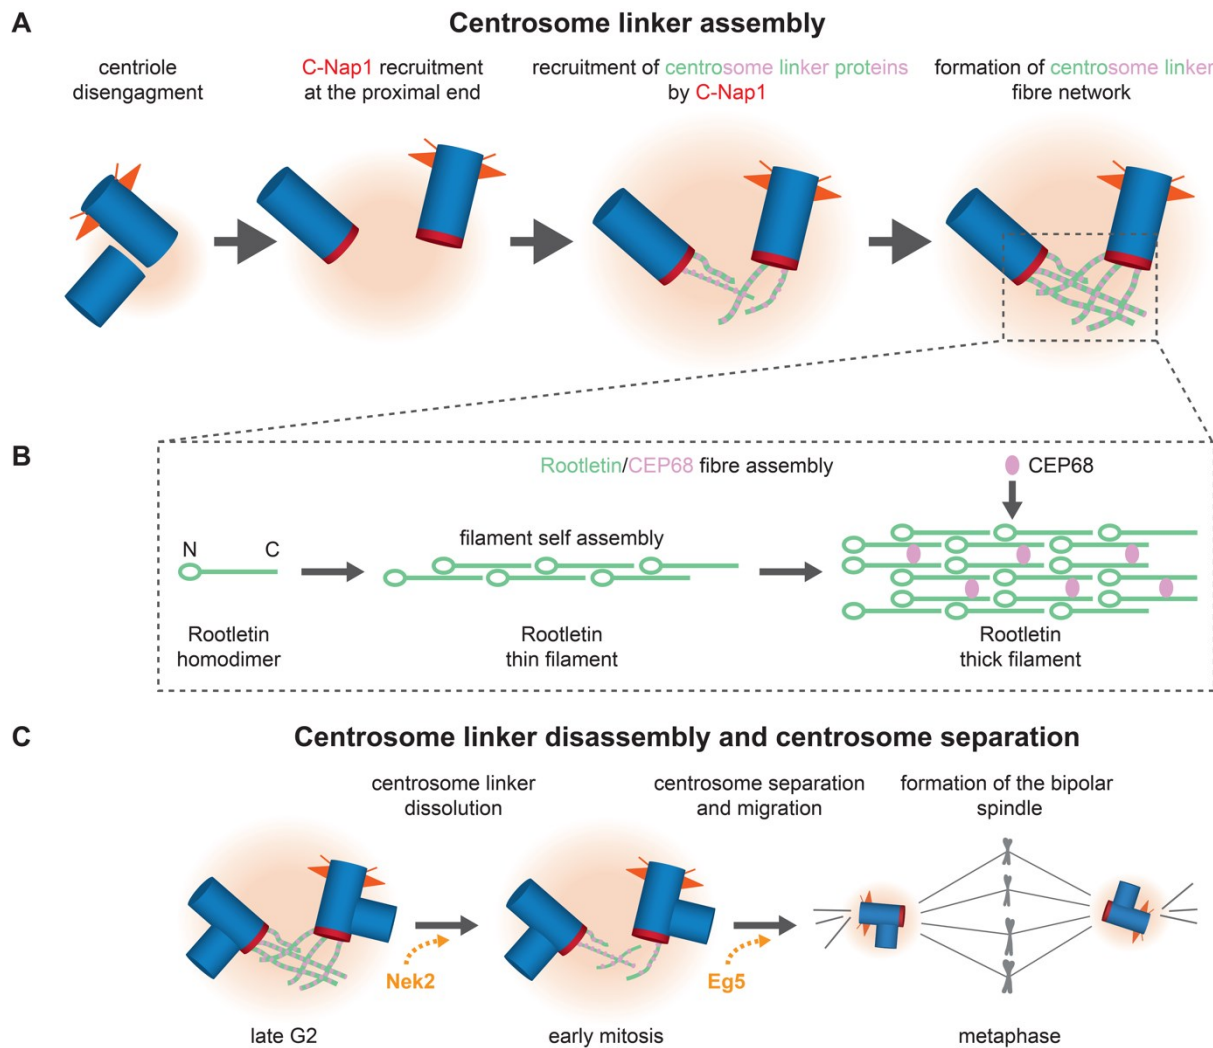 A
Centrosome linker assembly
centriole
disengagment
C-Nap1 recruitment
at the proximal end
recruitment of centrosome linker proteins
by C-Nap1
formation of centrosome linker
fibre network
B
Rootletin/CEP68 fibre assembly
CEP68
N C
filament self assembly
Rootletin
homodimer
Rootletin
thin filament
Rootletin
thick filament
C
Centrosome linker disassembly and centrosome separation
centrosome linker
dissolution
centrosome separation
and migration
formation of the bipolar
spindle
Nek2
Eg5
late G2
early mitosis
metaphase